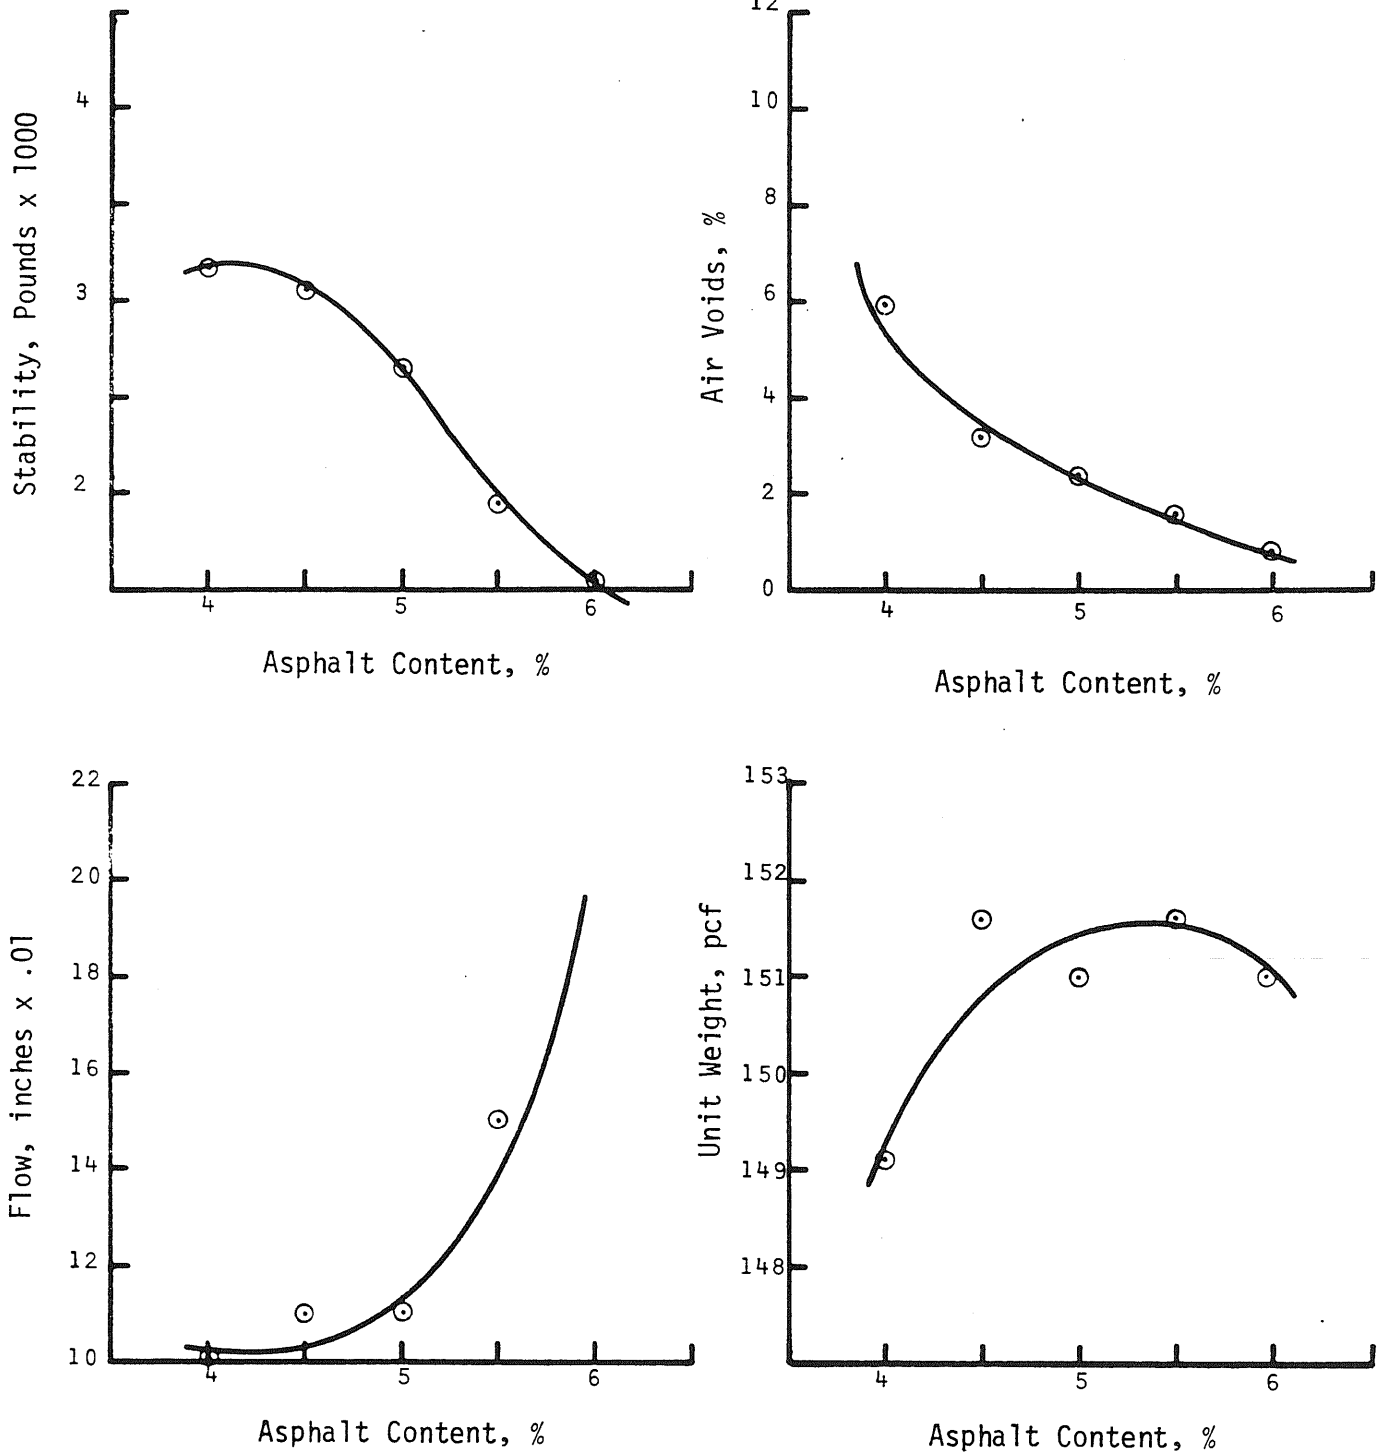 Stability, Pounds x 1000
4
3
2
4 5 6
Asphalt Content, %
Air Voids, %
12
10
8
6
4
2
0
4 5 6
Asphalt Content, %
Flow, inches x .01
22
20
18
16
14
12
10
4 5 6
Asphalt Content, %
Unit Weight, pcf
153
152
151
150
149
148
4 5 6
Asphalt Content, %